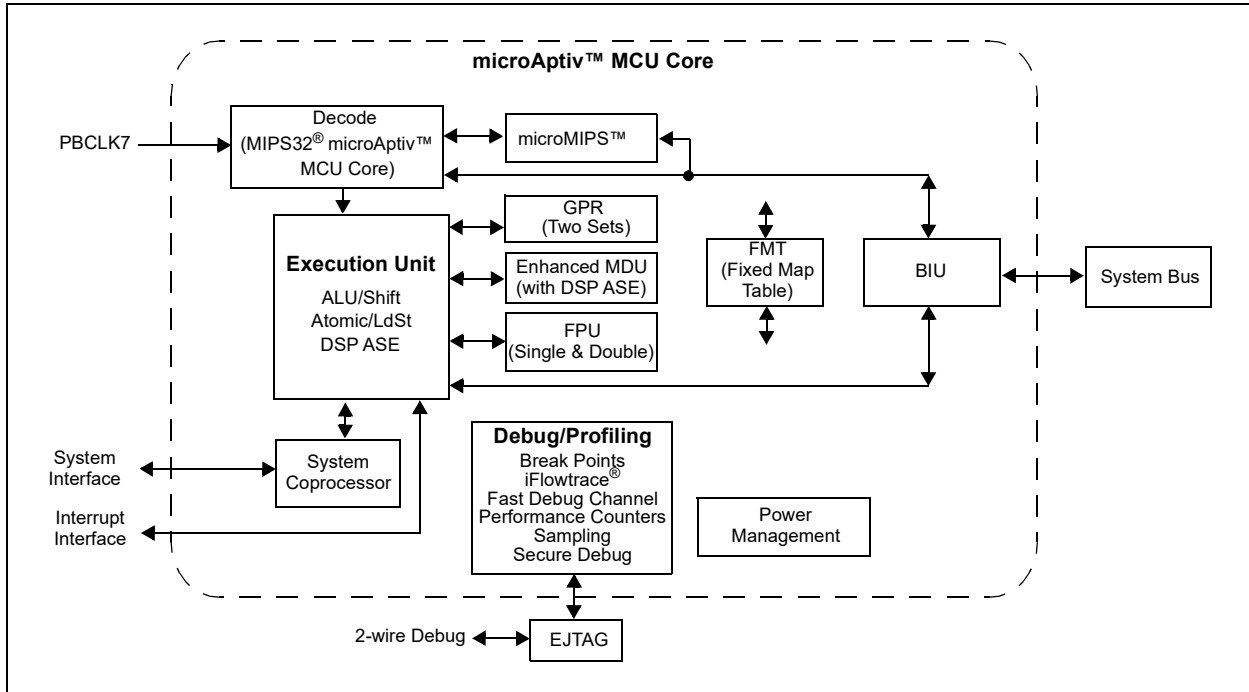 microAptiv™ MCU Core
PBCLK7
Decode
(MIPS32® microAptiv™
MCU Core)
microMIPS™
GPR
(Two Sets)
Execution Unit
ALU/Shift
Atomic/LdSt
DSP ASE
Enhanced MDU
(with DSP ASE)
FPU
(Single & Double)
FMT
(Fixed Map
Table)
BIU
System Bus
System
Interface
System
Coprocessor
Interrupt
Interface
Debug/Profiling
Break Points
iFlowtrace®
Fast Debug Channel
Performance Counters
Sampling
Secure Debug
Power
Management
2-wire Debug
EJTAG